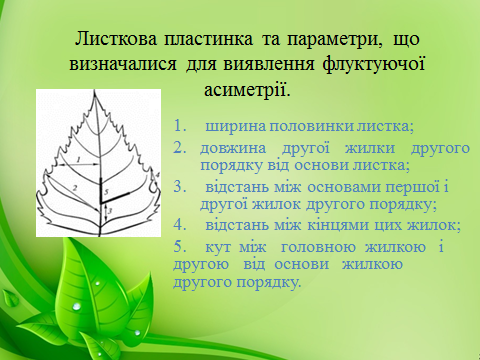 Листкова пластинка та параметри, що
визначалися для виявлення флуктуючої
асиметрії.
1. ширина половинки листка;
2. довжина другої жилки другого
порядку від основи листка;
3. відстань між основами першої і
другої жилок другого порядку;
4. відстань між кінцями цих жилок;
5. кут між головною жилкою і
другою від основи жилкою
другого порядку.
1
4
2
5
3